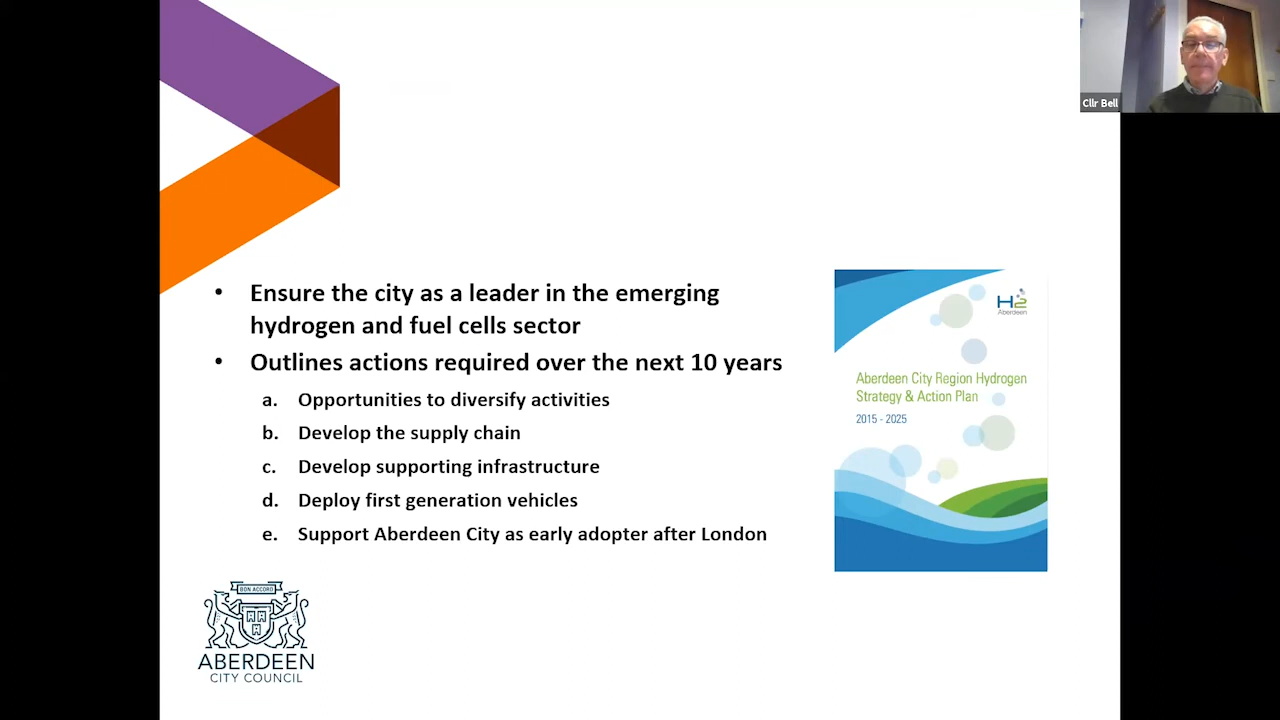 Cllr Bell
• Ensure the city as a leader in the emerging
hydrogen and fuel cells sector
• Outlines actions required over the next 10 years
a. Opportunities to diversify activities
b. Develop the supply chain
c. Develop supporting infrastructure
d. Deploy first generation vehicles
e. Support Aberdeen City as early adopter after London
H2
Aberdeen
Aberdeen City Region Hydrogen
Strategy & Action Plan
2015 - 2025
BON ACCORD
ABERDEEN
CITY COUNCIL